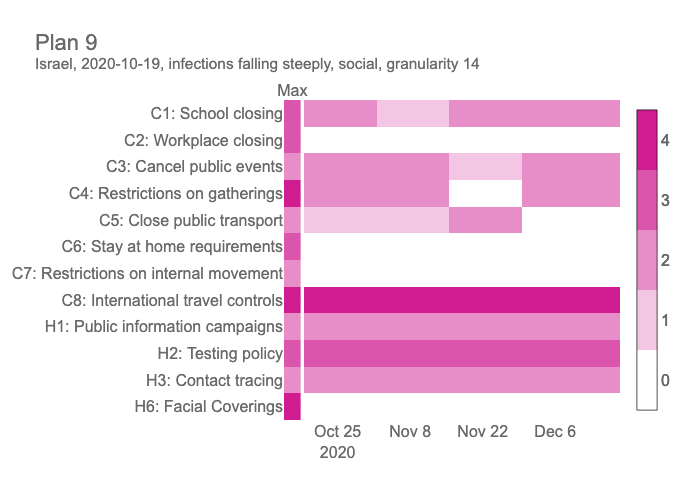 Plan 9
Israel, 2020-10-19, infections falling steeply, social, granularity 14
Max
C1: School closing
C2: Workplace closing
C3: Cancel public events
C4: Restrictions on gatherings
C5: Close public transport
C6: Stay at home requirements
C7: Restrictions on internal movement
C8: International travel controls
H1: Public information campaigns
H2: Testing policy
H3: Contact tracing
H6: Facial Coverings
4
3
2
1
0
Oct 25 Nov 8 Nov 22 Dec 6
2020